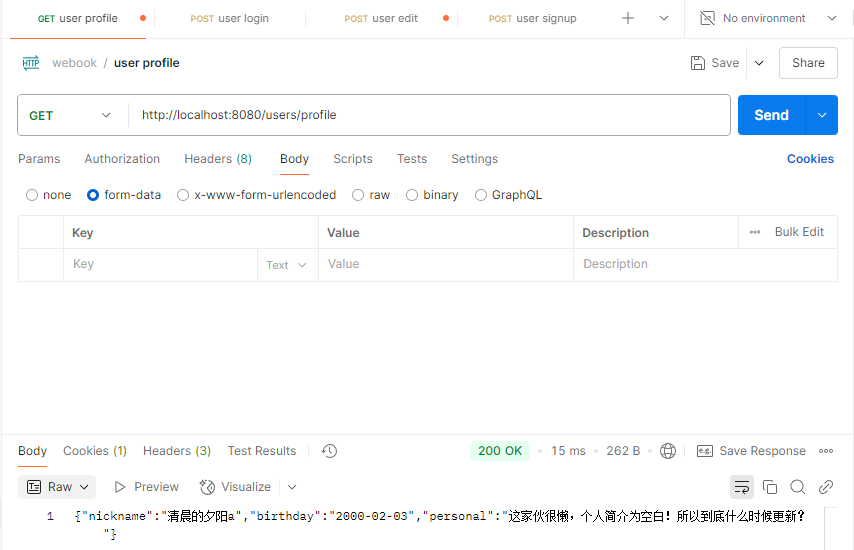 GET user profile POST user login POST user edit POST user signup No environment
HTTP webook / user profile Save Share
GET http://localhost:8080/users/profile Send
Params Authorization Headers (8) Body Scripts Tests Settings Cookies
none form-data x-www-form-urlencoded raw binary GraphQL
Key Value Description Bulk Edit
Key Text Value Description
Body Cookies (1) Headers (3) Test Results 200 OK 15 ms 262 B e.g. Save Response
Raw Preview Visualize
1 {"nickname":"清晨的夕阳a","birthday":"2000-02-03","personal":"这家伙很懒，个人简介为空白！所以到底什么时候更新？
"}